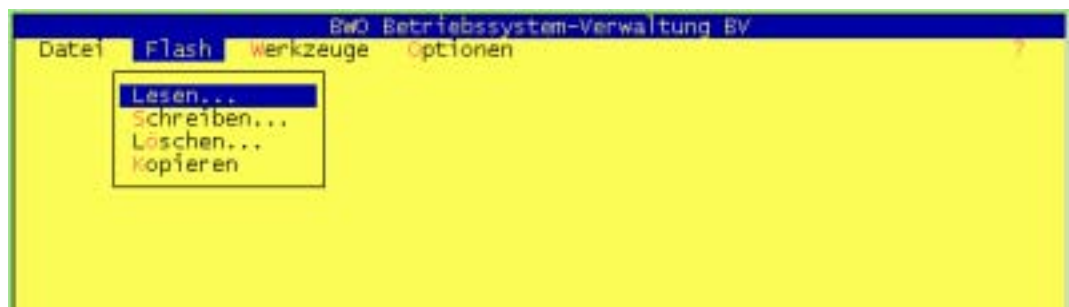 BWO Betriebssystem-Verwaltung BV
Datei Flash Werkzeuge Optionen ?
Lesen...
Schreiben...
Löschen...
Kopieren